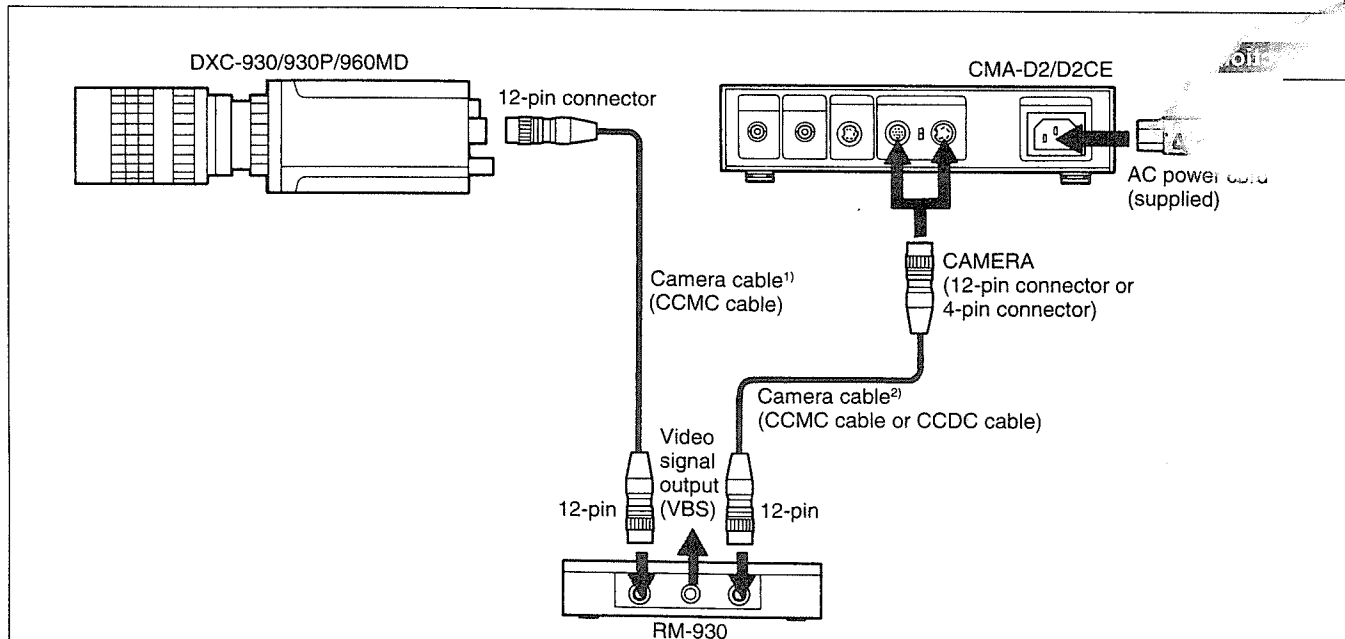 DXC-930/930P/960MD
CMA-D2/D2CE
12-pin connector
AC power cord
(supplied)
CAMERA
(12-pin connector or
4-pin connector)
Camera cable1)
(CCMC cable)
Camera cable2)
(CCMC cable or CCDC cable)
Video
signal
output
(VBS)
12-pin
12-pin
RM-930